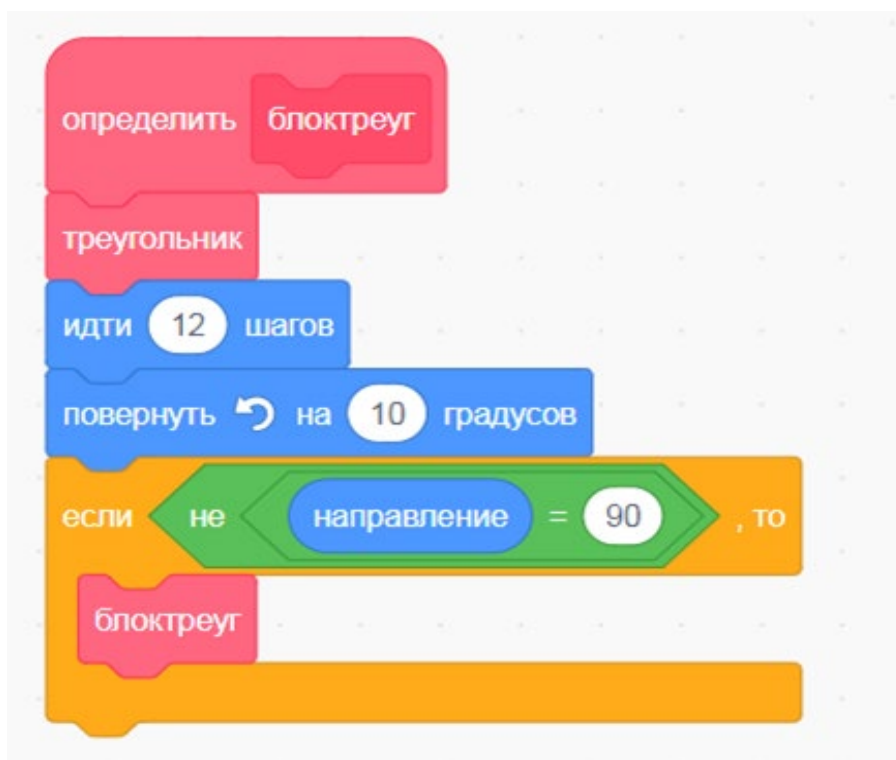 определить блоктреуг
треугольник
идти 12 шагов
повернуть на 10 градусов
если не направление = 90 , то
блоктреуг